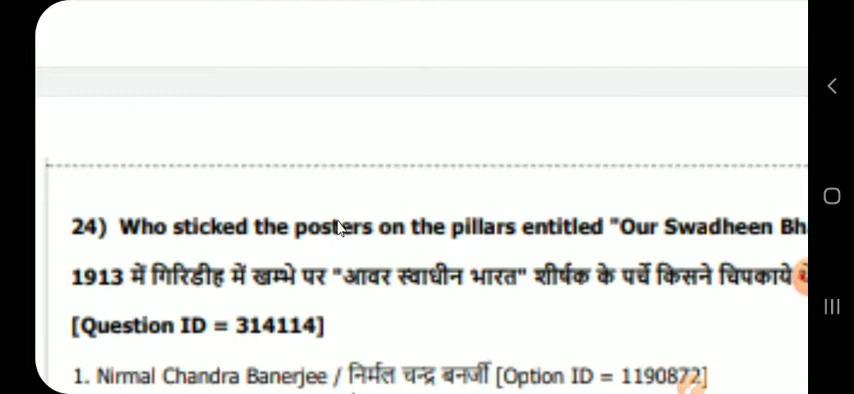 24) Who sticked the posters on the pillars entitled "Our Swadheen Bh
1913 में गिरिडीह में खम्भे पर "आवर स्वाधीन भारत" शीर्षक के पर्चे किसने चिपकाये
[Question ID = 314114]
1. Nirmal Chandra Banerjee / निर्मल चन्द्र बनर्जी [Option ID = 1190872]